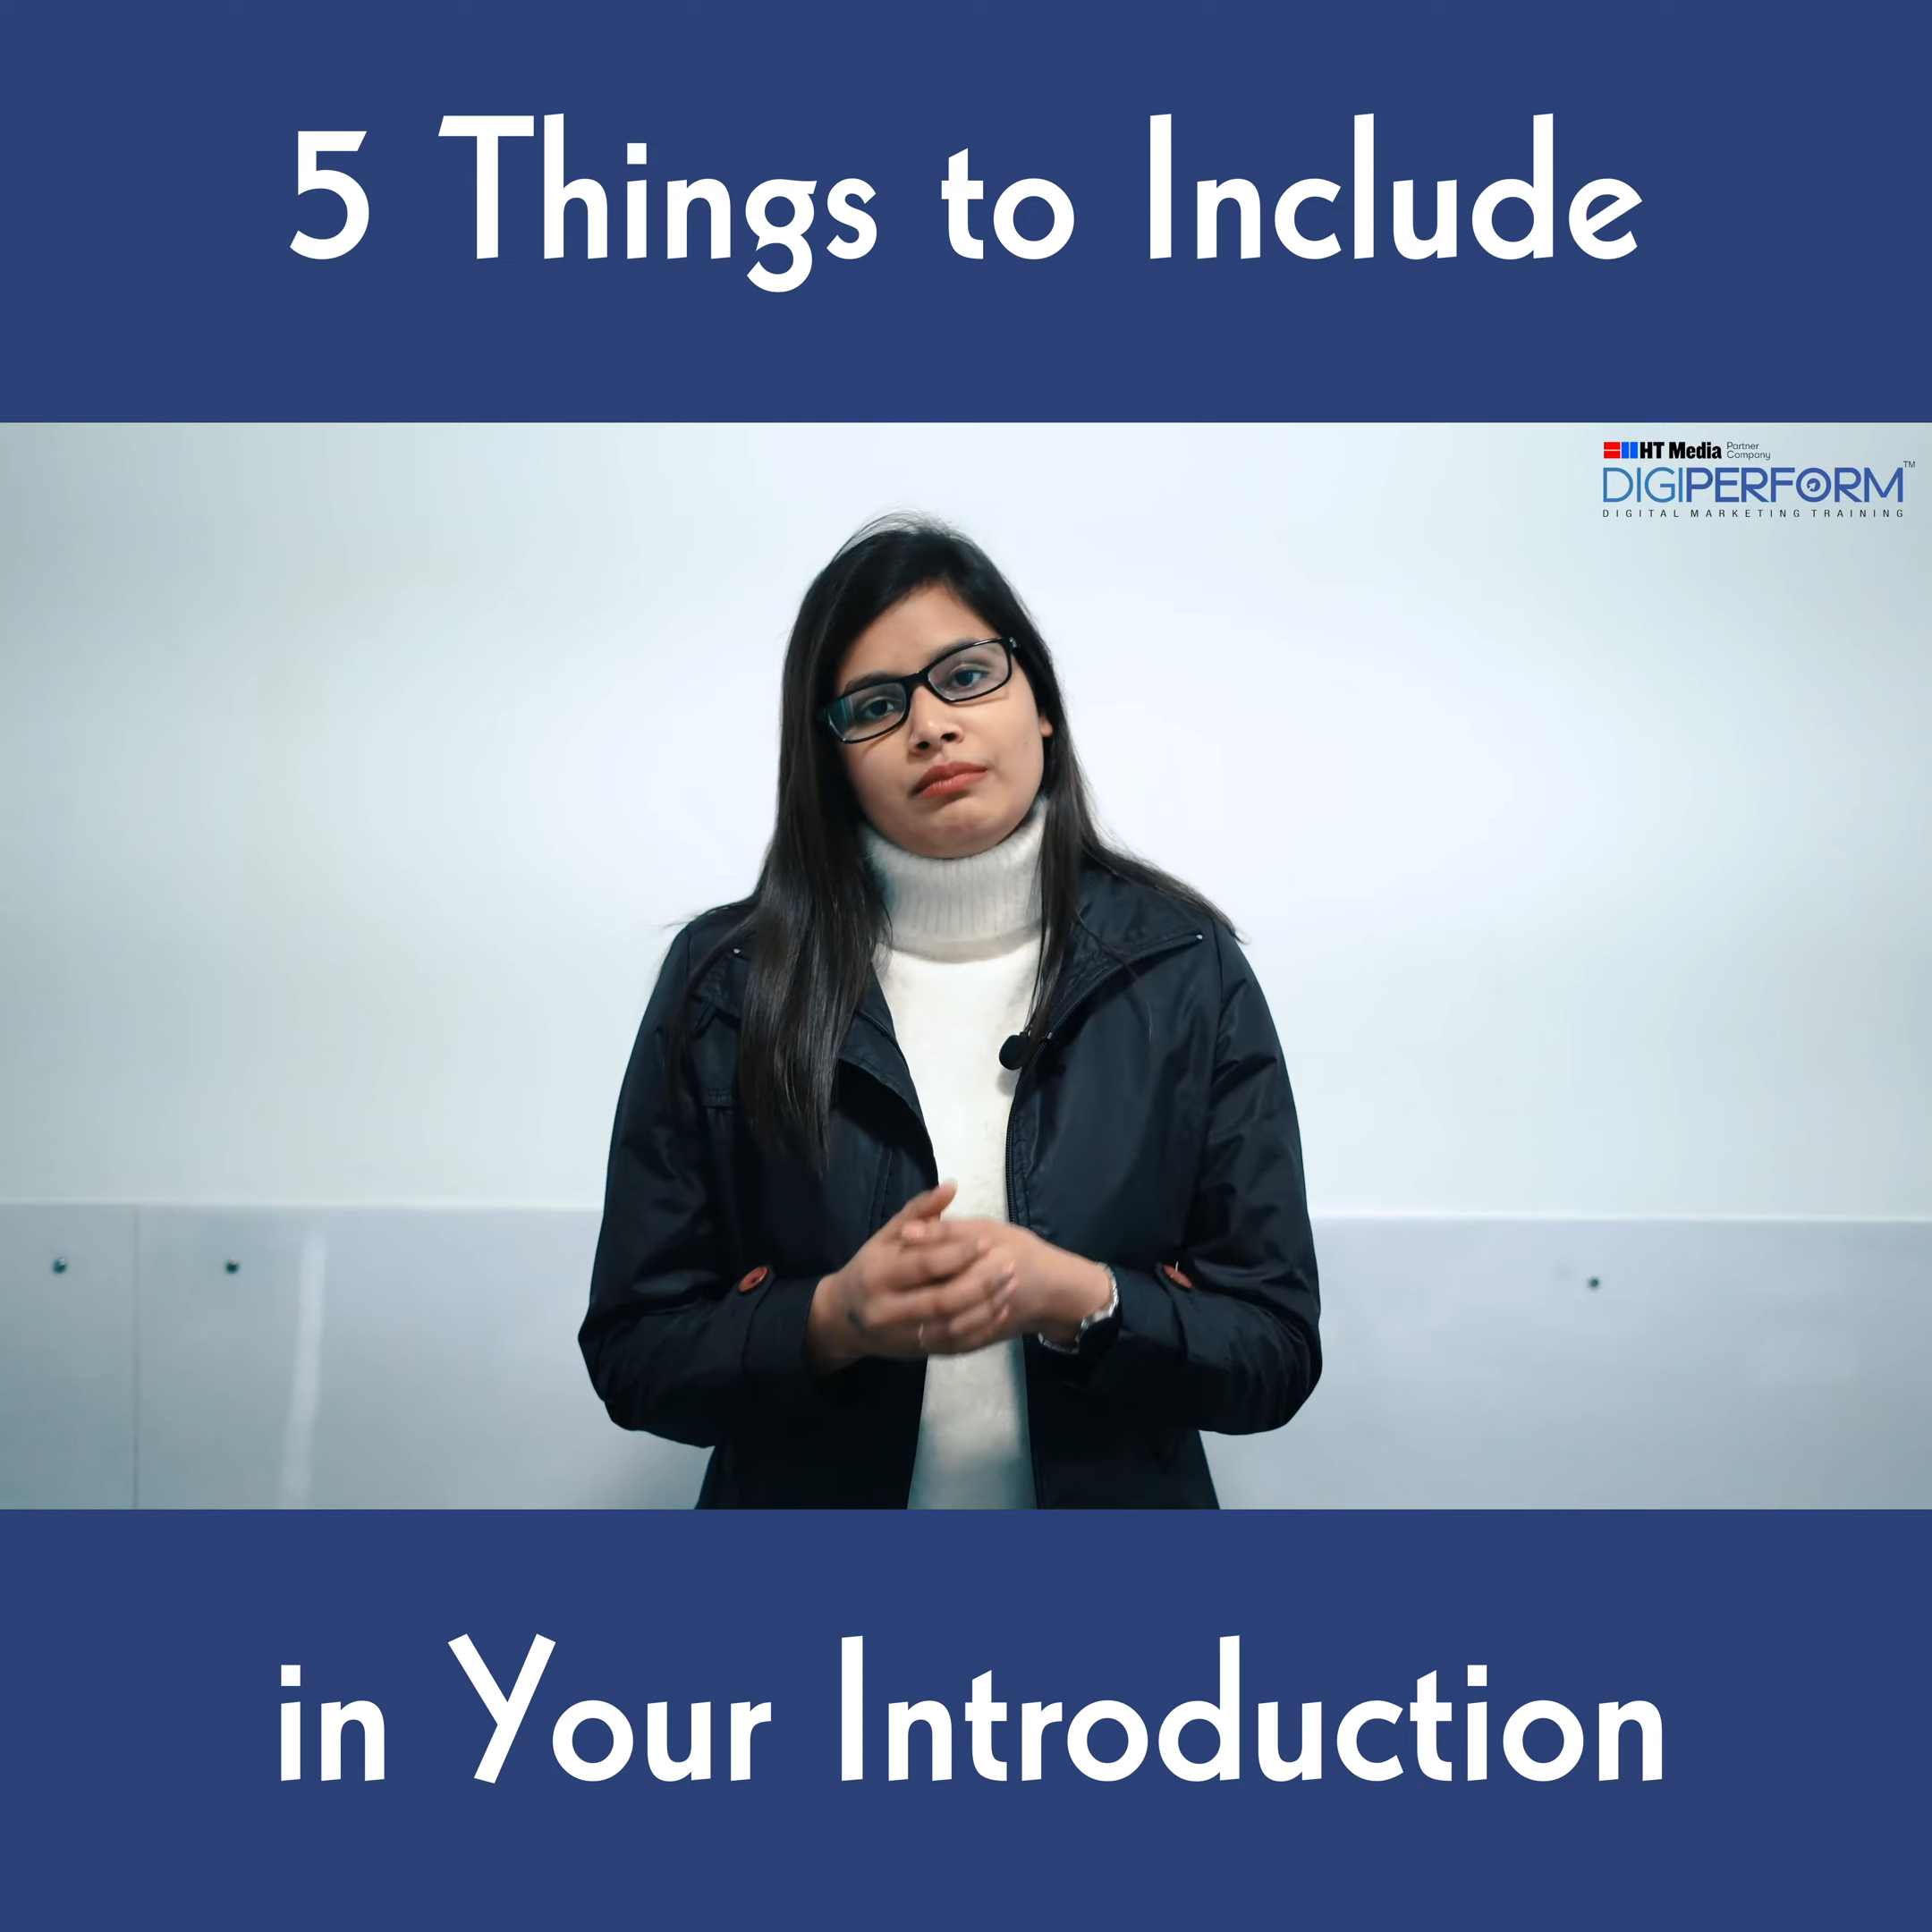 5 Things to Include
HT Media Partner Company
DIGIPERFORM™
DIGITAL MARKETING TRAINING
in Your Introduction